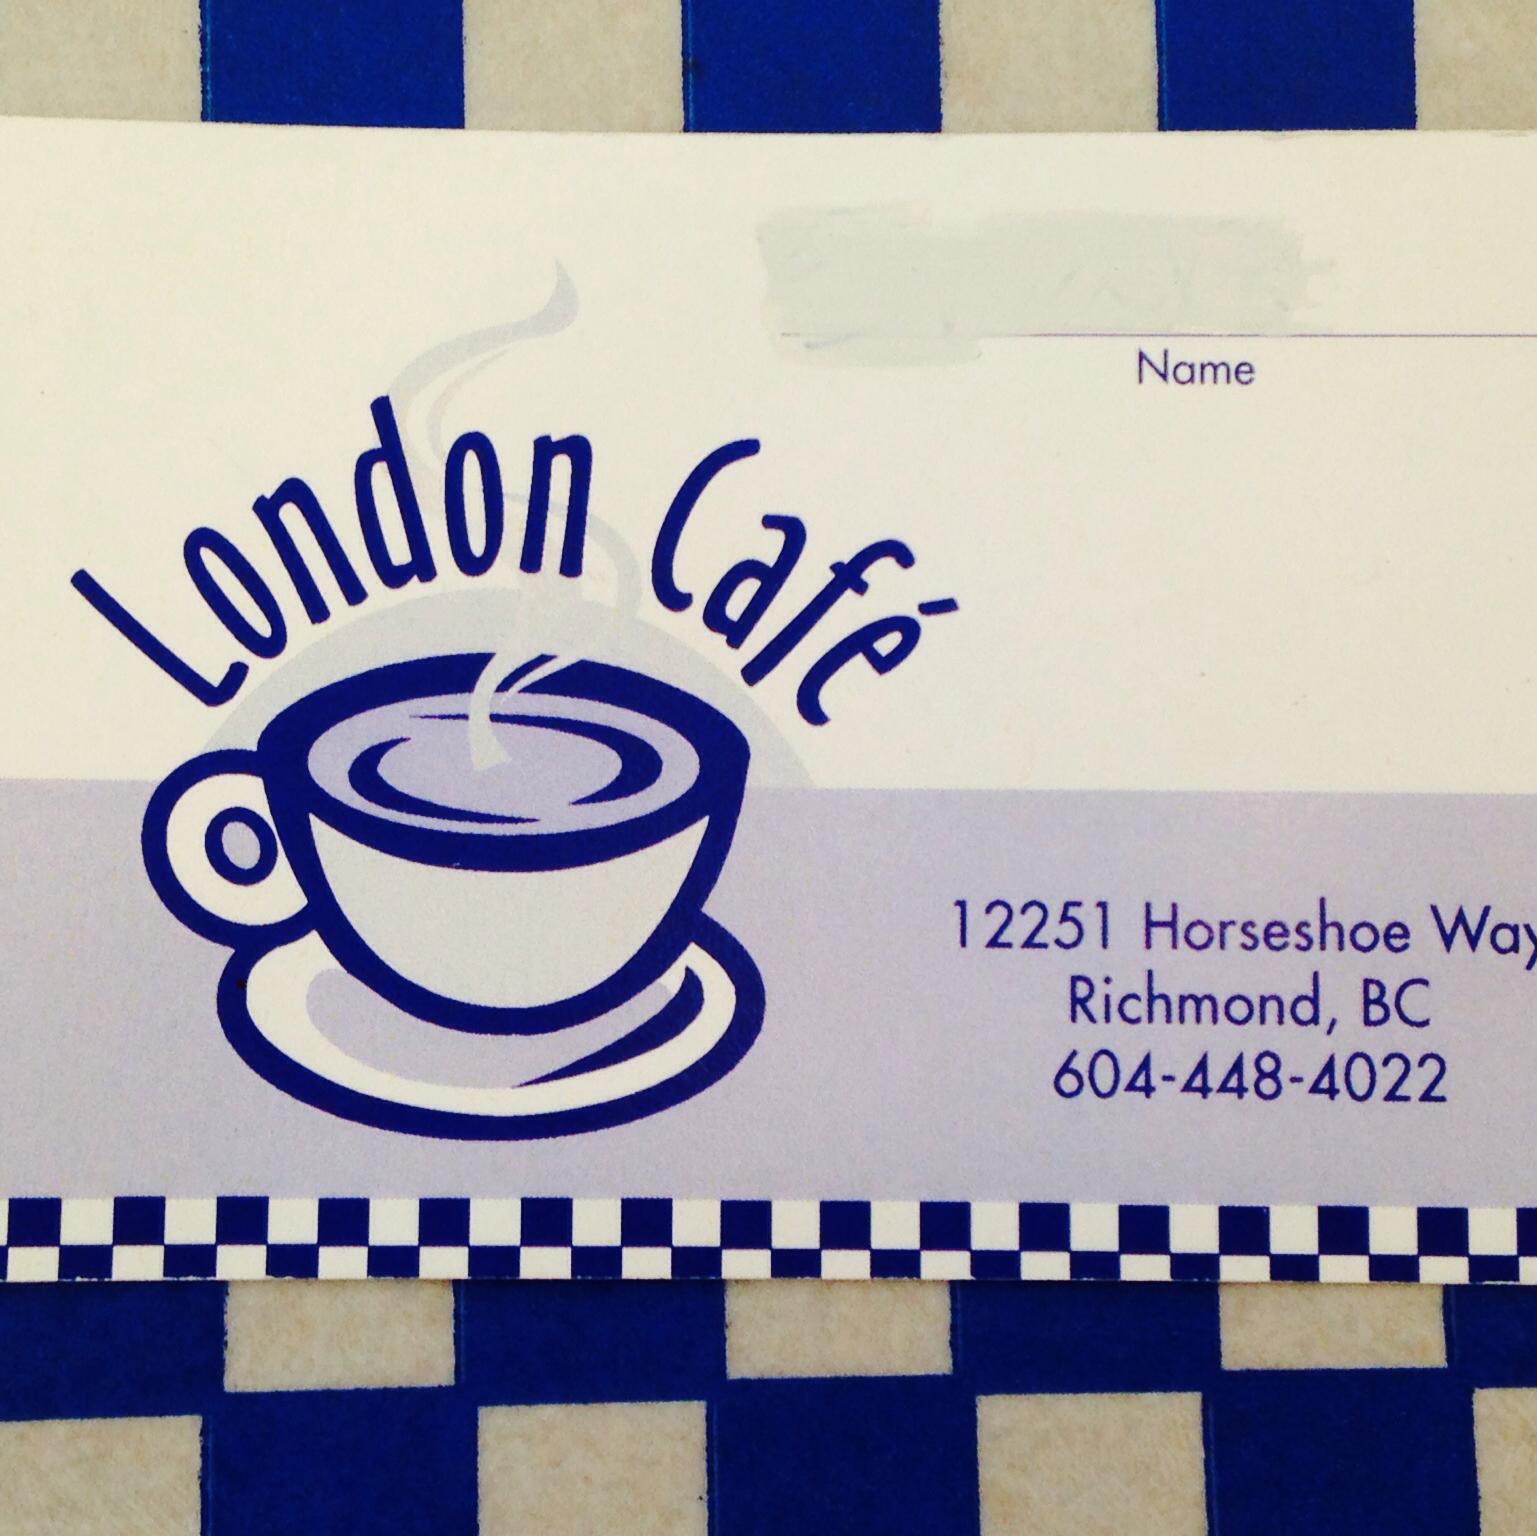 Name
London Café
12251 Horseshoe Way
Richmond, BC
604-448-4022